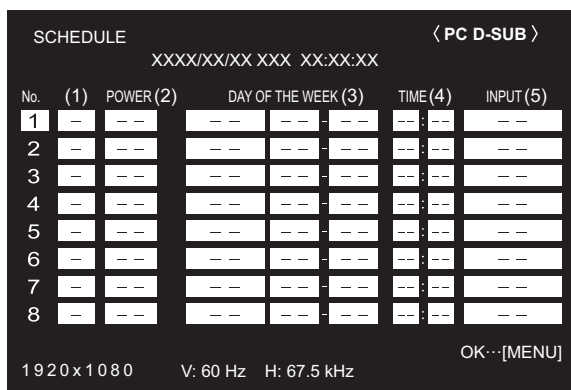 SCHEDULE 〈 PC D-SUB 〉
XXXX/XX/XX XXX XX:XX:XX
No. (1) POWER (2) DAY OF THE WEEK (3) TIME (4) INPUT (5)
1 – – – – – – – - – – -- : -- – –
2 – – – – – – – - – – -- : -- – –
3 – – – – – – – - – – -- : -- – –
4 – – – – – – – - – – -- : -- – –
5 – – – – – – – - – – -- : -- – –
6 – – – – – – – - – – -- : -- – –
7 – – – – – – – - – – -- : -- – –
8 – – – – – – – - – – -- : -- – –
OK···[MENU]
1920x1080 V: 60 Hz H: 67.5 kHz